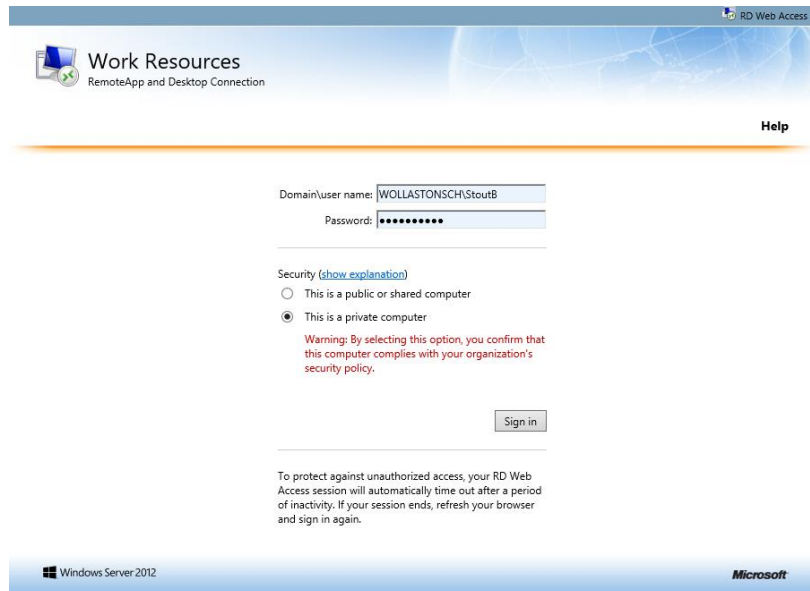 RD Web Access
Work Resources
RemoteApp and Desktop Connection
Help
Domain\user name: WOLLASTONSCH\StoutB
Password: ••••••••••
Security (show explanation)
This is a public or shared computer
This is a private computer
Warning: By selecting this option, you confirm that
this computer complies with your organization's
security policy.
Sign in
To protect against unauthorized access, your RD Web
Access session will automatically time out after a period
of inactivity. If your session ends, refresh your browser
and sign in again.
Windows Server 2012
Microsoft